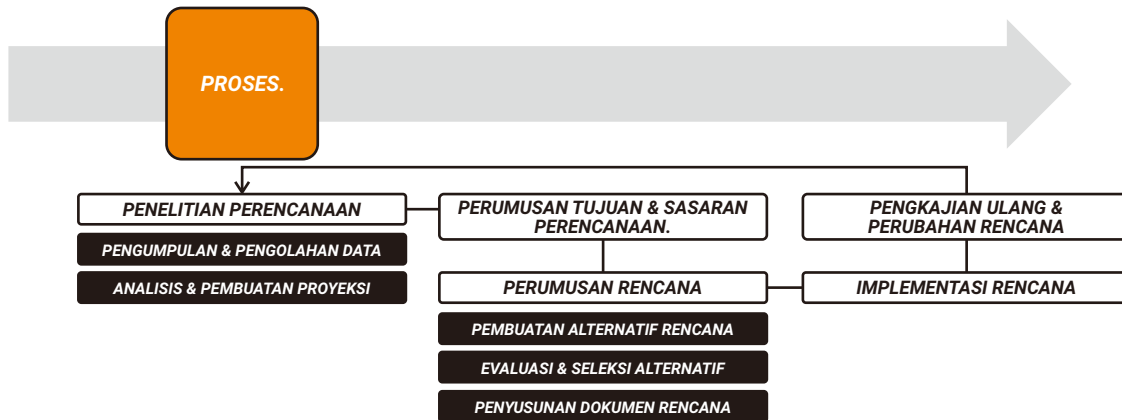 PROSES.
PENELITIAN PERENCANAAN
PENGUMPULAN & PENGOLAHAN DATA
ANALISIS & PEMBUATAN PROYEKSI
PERUMUSAN TUJUAN & SASARAN
PERENCANAAN.
PERUMUSAN RENCANA
PEMBUATAN ALTERNATIF RENCANA
EVALUASI & SELEKSI ALTERNATIF
PENYUSUNAN DOKUMEN RENCANA
PENGKAJIAN ULANG &
PERUBAHAN RENCANA
IMPLEMENTASI RENCANA